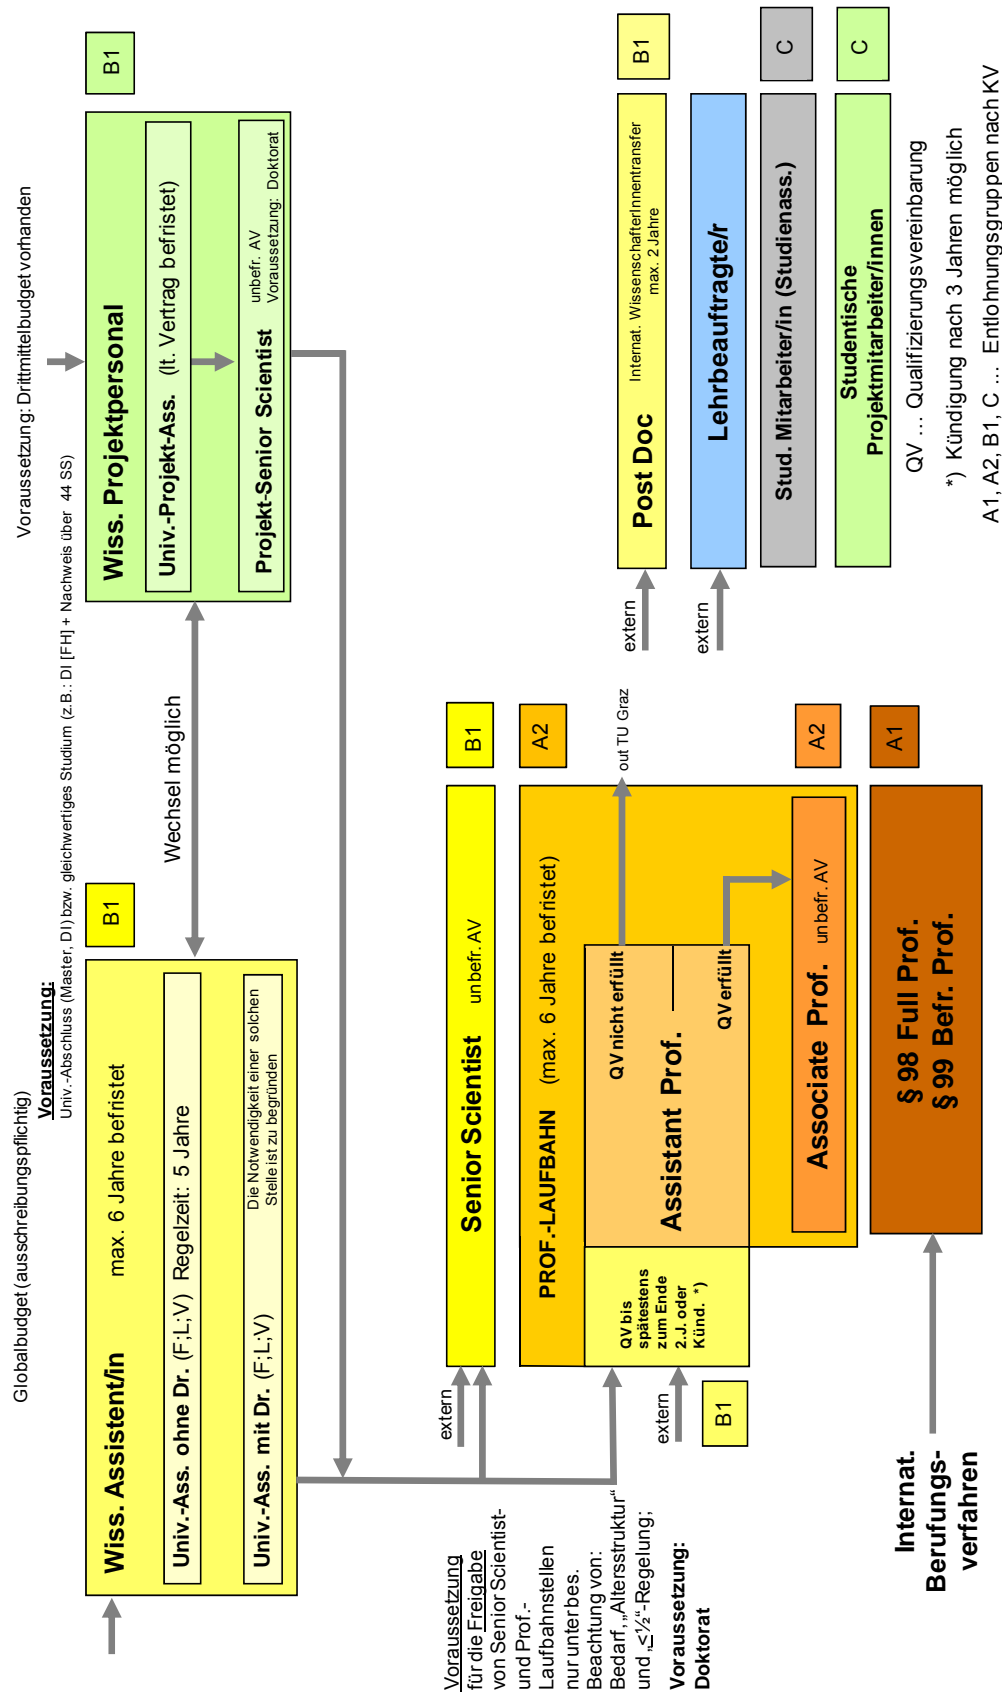 Globalbudget (ausschreibungspflichtig)
Voraussetzung: Drittmittelbudget vorhanden
Voraussetzung:
Univ.-Abschluss (Master, DI) bzw. gleichwertiges Studium (z.B.: DI [FH] + Nachweis über 44 SS)
B1
Wiss. Assistent/in max. 6 Jahre befristet
Univ.-Ass. ohne Dr. (F;L;V) Regelzeit: 5 Jahre
Univ.-Ass. mit Dr. (F;L;V)
Die Notwendigkeit einer solchen
Stelle ist zu begründen
Wechsel möglich
B1
Wiss. Projektpersonal
Univ.-Projekt-Ass. (lt. Vertrag befristet)
Projekt-Senior Scientist
unbefr. AV
Voraussetzung: Doktorat
Voraussetzung
für die Freigabe
von Senior Scientist-
und Prof.-
Laufbahnstellen
nur unter bes.
Beachtung von:
Bedarf, „Altersstruktur“
und „≤½“-Regelung;
Voraussetzung:
Doktorat
extern
Senior Scientist unbefr. AV
B1
PROF.-LAUFBAHN (max. 6 Jahre befristet)
A2
extern
B1
QV bis
spätestens
zum Ende
2.J. oder
Künd. *)
Assistant Prof.
QV nicht erfüllt
out TU Graz
QV erfüllt
Associate Prof. unbefr. AV
A2
Internat.
Berufungs-
verfahren
§ 98 Full Prof.
§ 99 Befr. Prof.
A1
extern
Post Doc
Internat. WissenschafterInnentransfer
max. 2 Jahre
B1
extern
Lehrbeauftragte/r
Stud. Mitarbeiter/in (Studienass.)
C
Studentische
Projektmitarbeiter/innen
C
QV … Qualifizierungsvereinbarung
*) Kündigung nach 3 Jahren möglich
A1, A2, B1, C … Entlohnungsgruppen nach KV